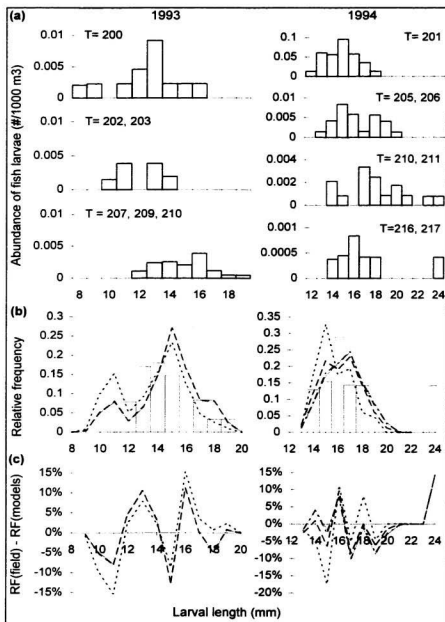 1993 1994
(a)
Abundance of fish larvae (#/1000 m3)
0.01
0.005
0
T= 200
0.01
0.005
0
T = 202, 203
0.01
0.005
0
T = 207, 209, 210
8 10 12 14 16 18
0.1
0.05
0
T= 201
0.01
0.005
0
T= 205, 206
0.004
0.002
0
T= 210, 211
0.001
0.0005
0
T=216, 217
12 14 16 18 20 22 24
(b)
Relative frequency
0.3
0.25
0.2
0.15
0.1
0.05
0
8 10 12 14 16 18 20
0.35
0.3
0.25
0.2
0.15
0.1
0.05
0
12 14 16 18 20 22 24
(c)
RF(field) - RF(models)
15%
10%
5%
0%
-5%
-10%
-15%
8 10 12 14 16 18 20
15%
10%
5%
0%
-5%
-10%
-15%
-20%
12 14 16 18 20 22 24
Larval length (mm)